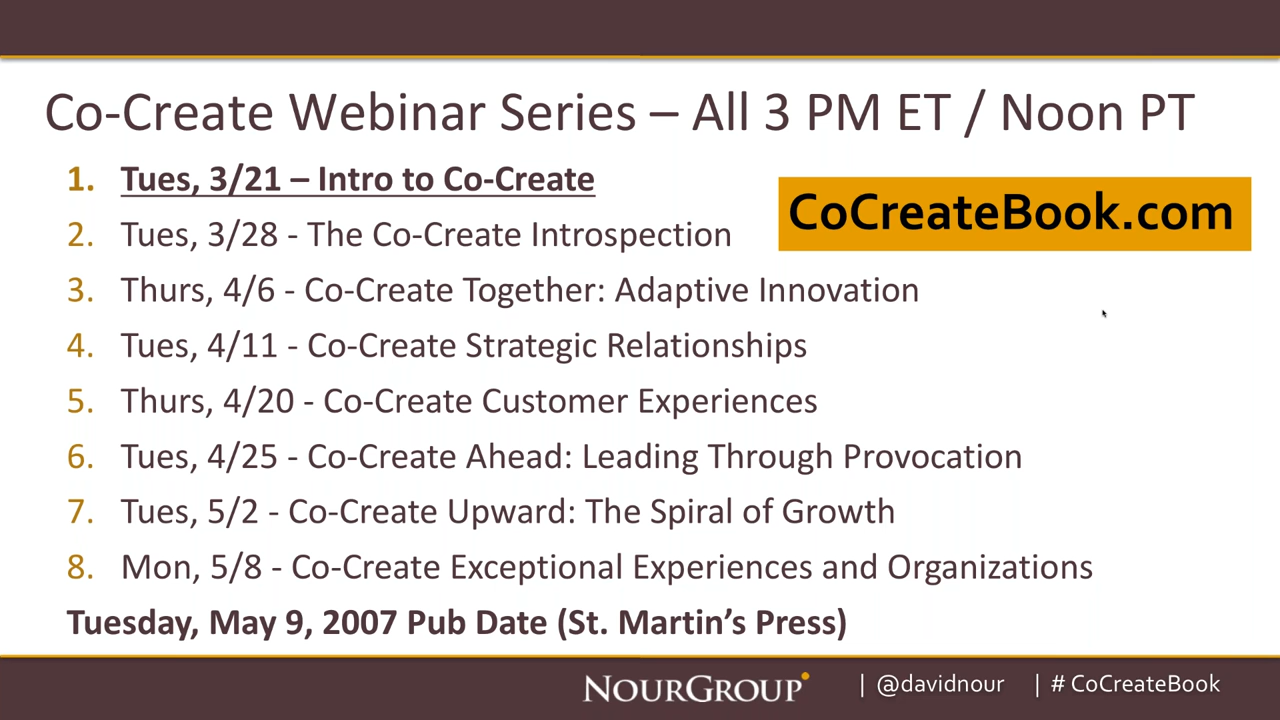 Co-Create Webinar Series – All 3 PM ET / Noon PT
1. Tues, 3/21 – Intro to Co-Create
CoCreateBook.com
2. Tues, 3/28 - The Co-Create Introspection
3. Thurs, 4/6 - Co-Create Together: Adaptive Innovation
4. Tues, 4/11 - Co-Create Strategic Relationships
5. Thurs, 4/20 - Co-Create Customer Experiences
6. Tues, 4/25 - Co-Create Ahead: Leading Through Provocation
7. Tues, 5/2 - Co-Create Upward: The Spiral of Growth
8. Mon, 5/8 - Co-Create Exceptional Experiences and Organizations
Tuesday, May 9, 2007 Pub Date (St. Martin’s Press)
NOURGROUP | @davidnour | # CoCreateBook